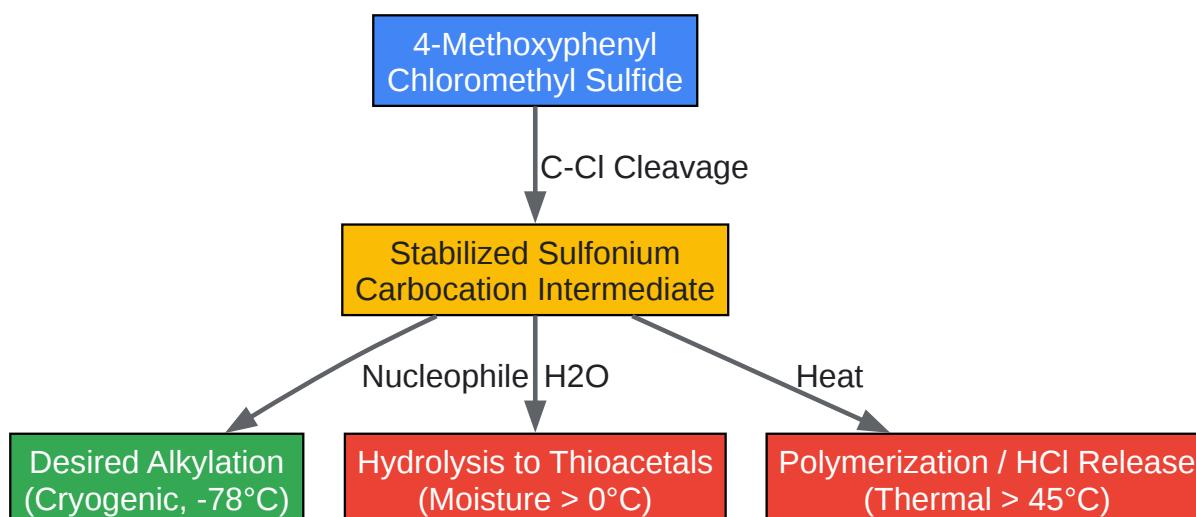 4-Methoxyphenyl
Chloromethyl Sulfide
C-Cl Cleavage
Stabilized Sulfonium
Carbocation Intermediate
Nucleophile
H2O
Heat
Desired Alkylation
(Cryogenic, -78°C)
Hydrolysis to Thioacetals
(Moisture > 0°C)
Polymerization / HCl Release
(Thermal > 45°C)